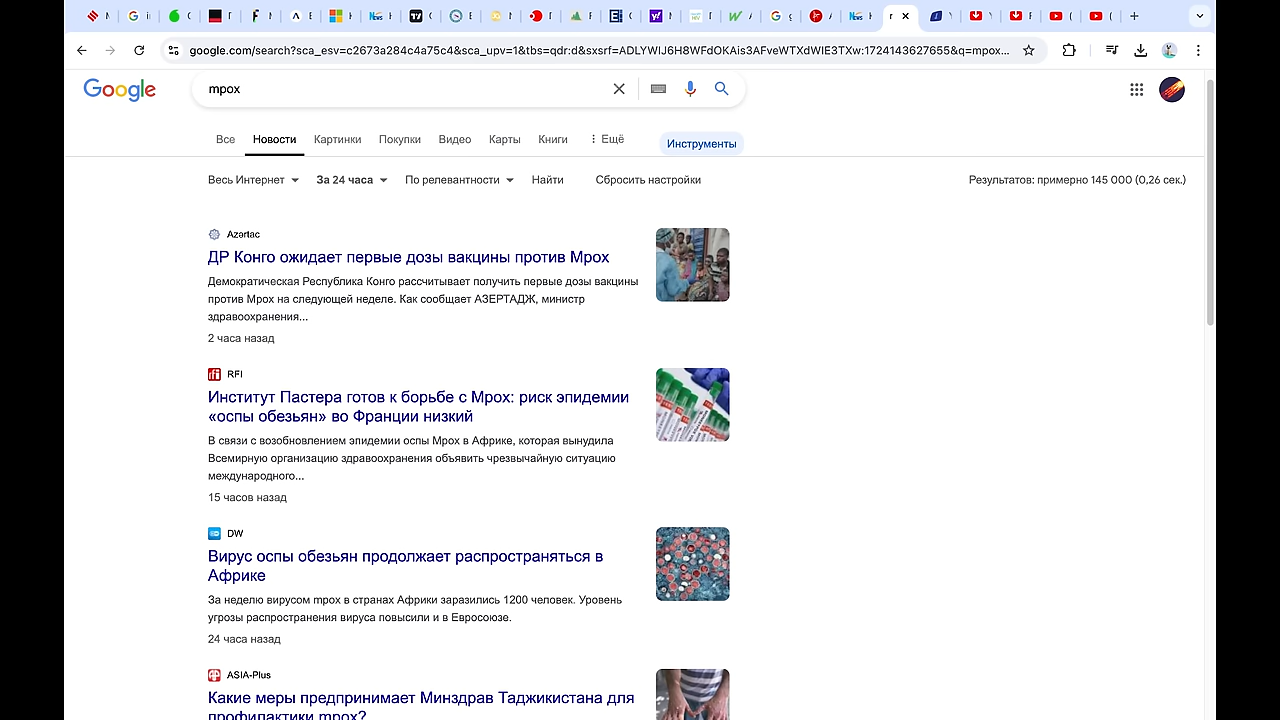 google.com/search?sca_esv=c2673a284c4a75c4&sca_upv=1&tbs=qdr:d&sxsrf=ADLYWIJ6H8WFdOKAis3AFveWTXdWIE3TXw:1724143627655&q=mpox...
Google
mpox
Все Новости Картинки Покупки Видео Карты Книги Ещё Инструменты
Весь Интернет За 24 часа По релевантности Найти Сбросить настройки Результатов: примерно 145 000 (0,26 сек.)
Azərtac
ДР Конго ожидает первые дозы вакцины против Mpox
Демократическая Республика Конго рассчитывает получить первые дозы вакцины
против Mpox на следующей неделе. Как сообщает АЗЕРТАДЖ, министр
здравоохранения...
2 часа назад
RFI
Институт Пастера готов к борьбе с Mpox: риск эпидемии
«оспы обезьян» во Франции низкий
В связи с возобновлением эпидемии оспы Mpox в Африке, которая вынудила
Всемирную организацию здравоохранения объявить чрезвычайную ситуацию
международного...
15 часов назад
DW
Вирус оспы обезьян продолжает распространяться в
Африке
За неделю вирусом mpox в странах Африки заразились 1200 человек. Уровень
угрозы распространения вируса повысили и в Евросоюзе.
24 часа назад
ASIA-Plus
Какие меры предпринимает Минздрав Таджикистана для
профилактики mpox?